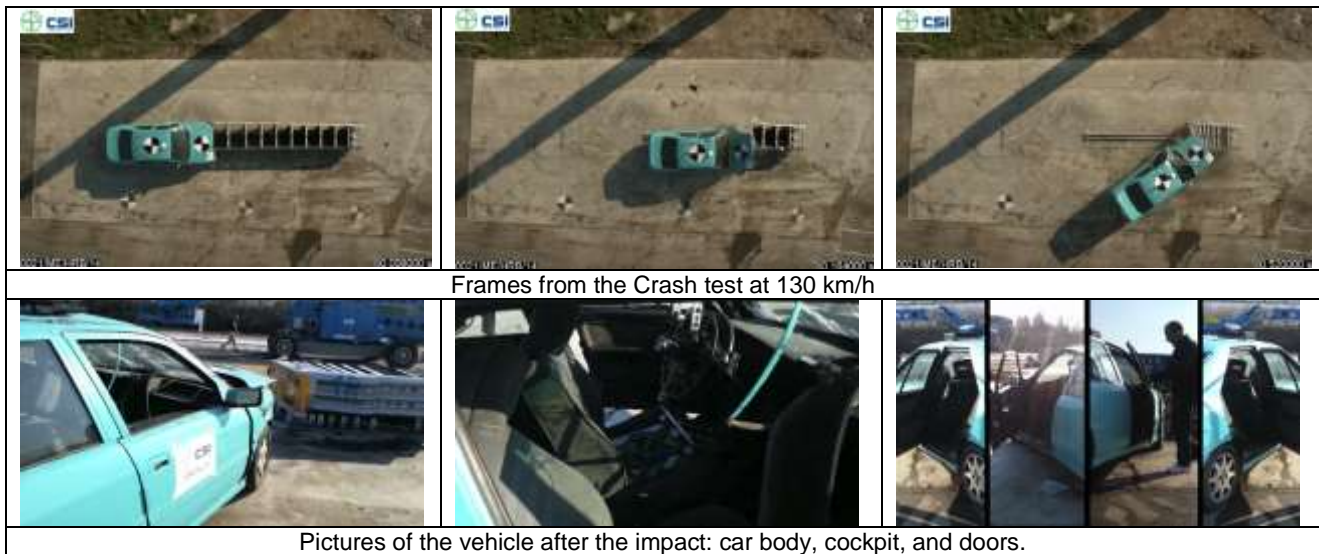 CSI
CSI
CSI
Frames from the Crash test at 130 km/h
CSI
Pictures of the vehicle after the impact: car body, cockpit, and doors.